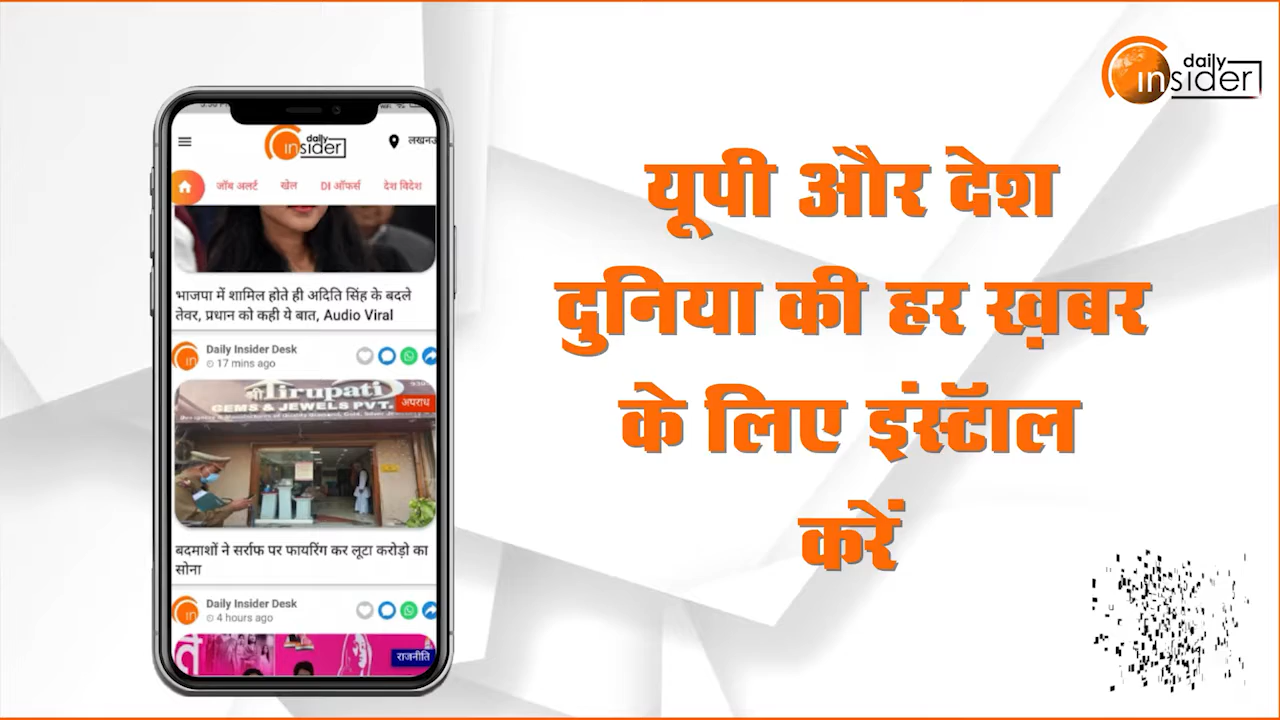 daily
insider
daily
insider
लखनऊ
जॉब अलर्ट खेल DI ऑफर्स देश विदेश
भाजपा में शामिल होते ही अदिति सिंह के बदले
तेवर, प्रधान को कही ये बात, Audio Viral
Daily Insider Desk
17 mins ago
श्री Tirupati
GEMS & JEWELS PVT.
अपराध
बदमाशों ने सर्राफ पर फायरिंग कर लूटा करोड़ो का
सोना
Daily Insider Desk
4 hours ago
राजनीति
यूपी और देश
दुनिया की हर ख़बर
के लिए इंस्टॉल
करें